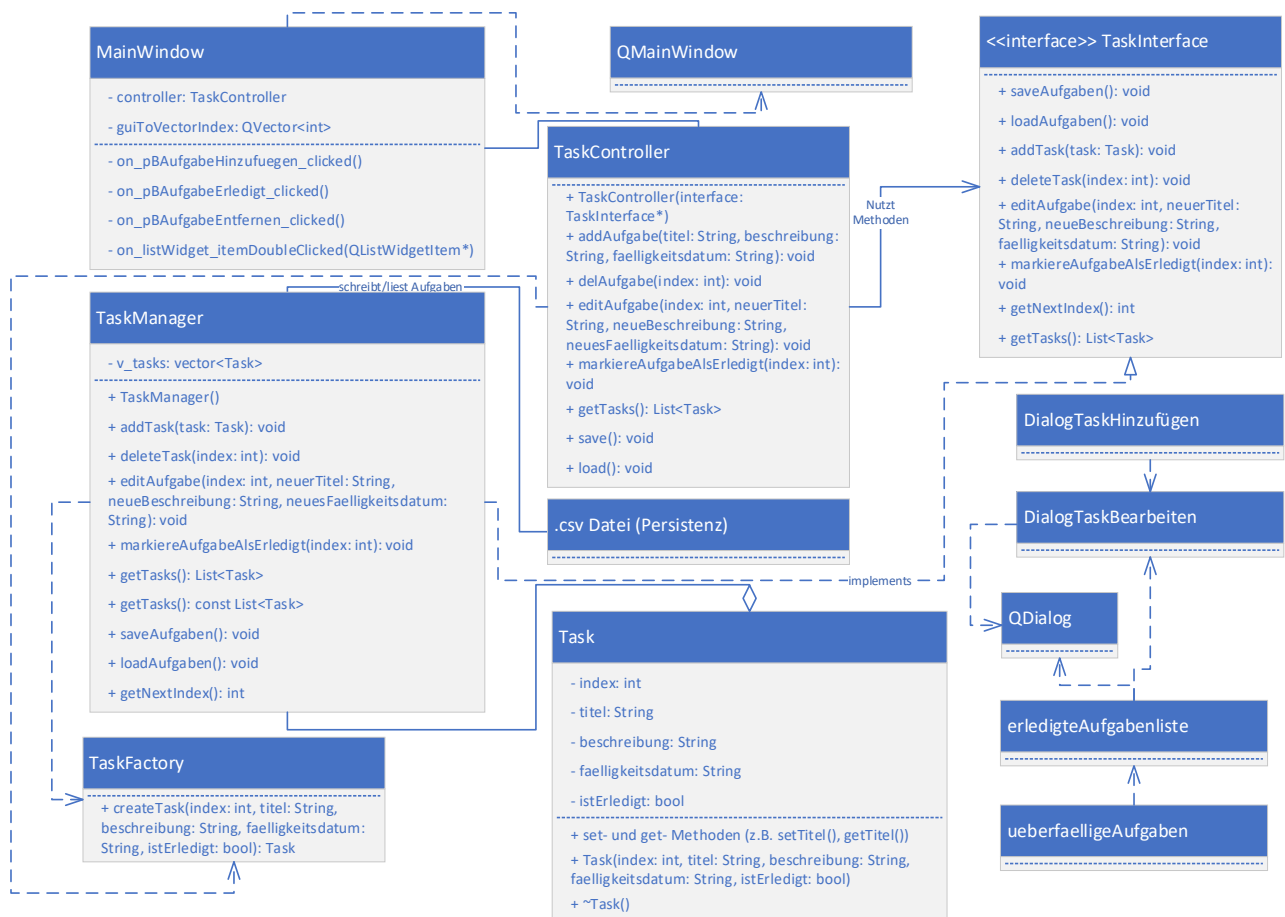 MainWindow
- controller: TaskController
- guiToVectorIndex: QVector<int>
- on_pBAufgabeHinzufuegen_clicked()
- on_pBAufgabeErledigt_clicked()
- on_pBAufgabeEntfernen_clicked()
- on_listWidget_itemDoubleClicked(QListWidgetItem*)
QMainWindow
<<interface>> TaskInterface
+ saveAufgaben(): void
+ loadAufgaben(): void
+ addTask(task: Task): void
+ deleteTask(index: int): void
+ editAufgabe(index: int, neuerTitel:
String, neueBeschreibung: String,
faelligkeitsdatum: String): void
+ markiereAufgabeAlsErledigt(index: int):
void
+ getNextIndex(): int
+ getTasks(): List<Task>
TaskController
+ TaskController(interface:
TaskInterface*)
+ addAufgabe(titel: String, beschreibung:
String, faelligkeitsdatum: String): void
+ delAufgabe(index: int): void
+ editAufgabe(index: int, neuerTitel:
String, neueBeschreibung: String,
neuesFaelligkeitsdatum: String): void
+ markiereAufgabeAlsErledigt(index: int):
void
+ getTasks(): List<Task>
+ save(): void
+ load(): void
Nutzt
Methoden
schreibt/liest Aufgaben
TaskManager
- v_tasks: vector<Task>
+ TaskManager()
+ addTask(task: Task): void
+ deleteTask(index: int): void
+ editAufgabe(index: int, neuerTitel: String,
neueBeschreibung: String, neuesFaelligkeitsdatum:
String): void
+ markiereAufgabeAlsErledigt(index: int): void
+ getTasks(): List<Task>
+ getTasks(): const List<Task>
+ saveAufgaben(): void
+ loadAufgaben(): void
+ getNextIndex(): int
.csv Datei (Persistenz)
implements
DialogTaskHinzufügen
DialogTaskBearbeiten
QDialog
erledigteAufgabenliste
ueberfaelligeAufgaben
Task
- index: int
- titel: String
- beschreibung: String
- faelligkeitsdatum: String
- istErledigt: bool
+ set- und get- Methoden (z.B. setTitel(), getTitel())
+ Task(index: int, titel: String, beschreibung: String,
faelligkeitsdatum: String, istErledigt: bool)
+ ~Task()
TaskFactory
+ createTask(index: int, titel: String,
beschreibung: String, faelligkeitsdatum:
String, istErledigt: bool): Task